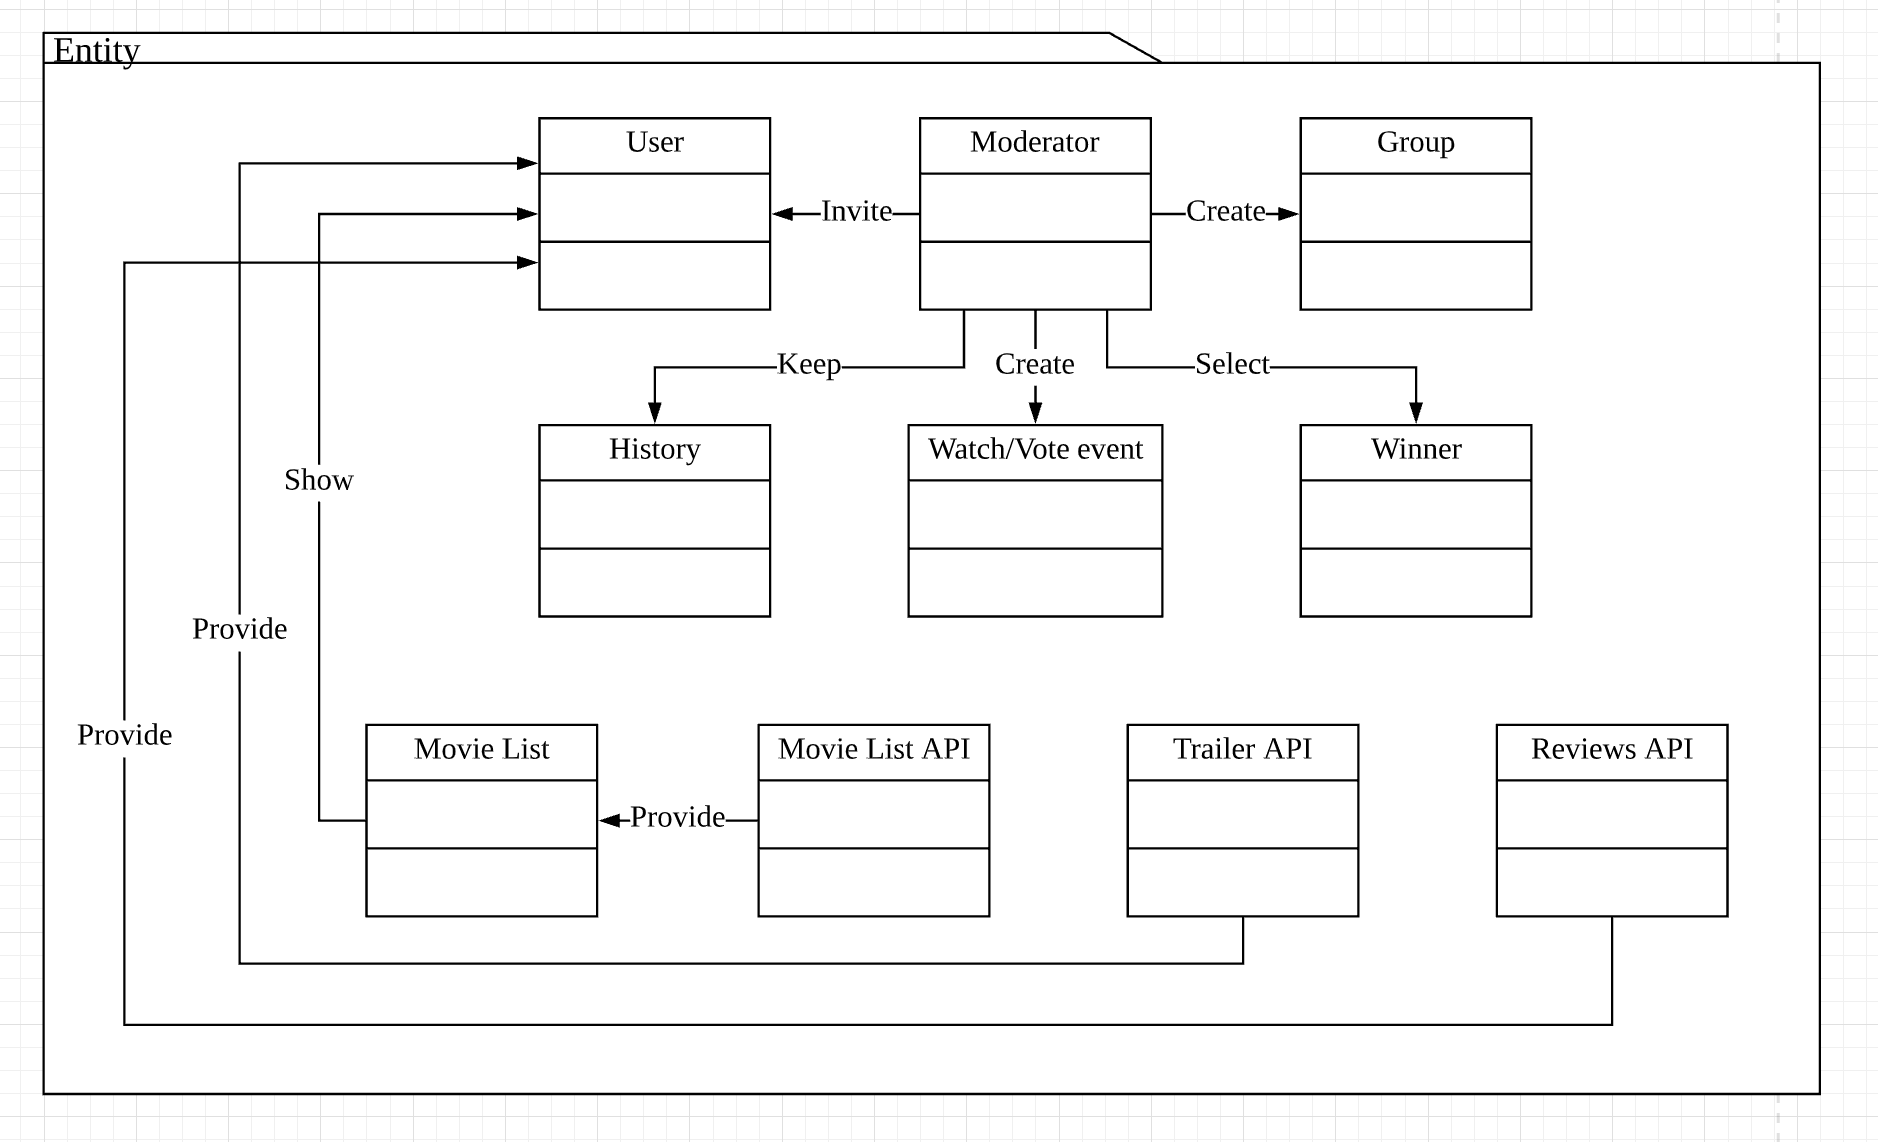 Entity
User
Moderator
Group
Invite
Create
Keep
Create
Select
History
Watch/Vote event
Winner
Show
Provide
Provide
Movie List
Movie List API
Trailer API
Reviews API
Provide